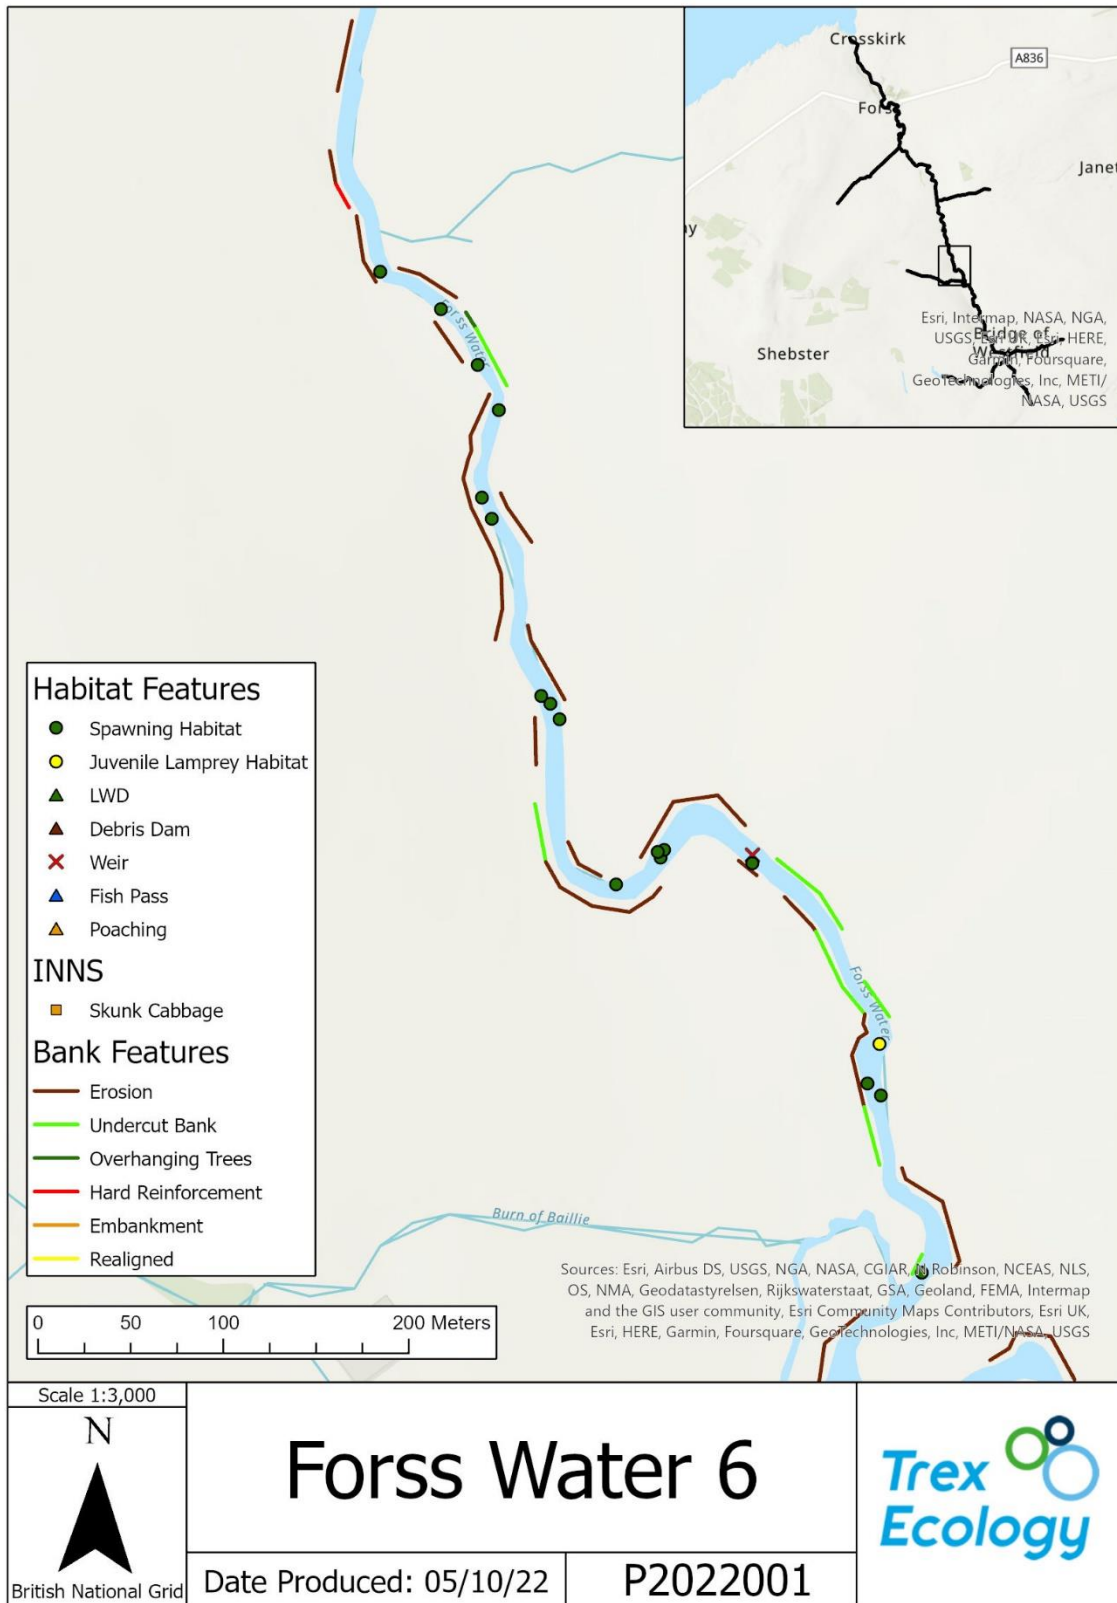 Crosskirk
A836
Forss
Janet
ay
Shebster
Bridge of
Westfield
Esri, Intermap, NASA, NGA,
USGS, Esri UK, Esri, HERE,
Garmin, Foursquare,
GeoTechnologies, Inc, METI/
NASA, USGS
Forss Water
Forss Water
Burn of Baillie
Habitat Features
Spawning Habitat
Juvenile Lamprey Habitat
LWD
Debris Dam
Weir
Fish Pass
Poaching
INNS
Skunk Cabbage
Bank Features
Erosion
Undercut Bank
Overhanging Trees
Hard Reinforcement
Embankment
Realigned
Sources: Esri, Airbus DS, USGS, NGA, NASA, CGIAR, N Robinson, NCEAS, NLS,
OS, NMA, Geodatastyrelsen, Rijkswaterstaat, GSA, Geoland, FEMA, Intermap
and the GIS user community, Esri Community Maps Contributors, Esri UK,
Esri, HERE, Garmin, Foursquare, GeoTechnologies, Inc, METI/NASA, USGS
0 50 100 200 Meters
Scale 1:3,000
N
British National Grid
Forss Water 6
Date Produced: 05/10/22
P2022001
Trex
Ecology